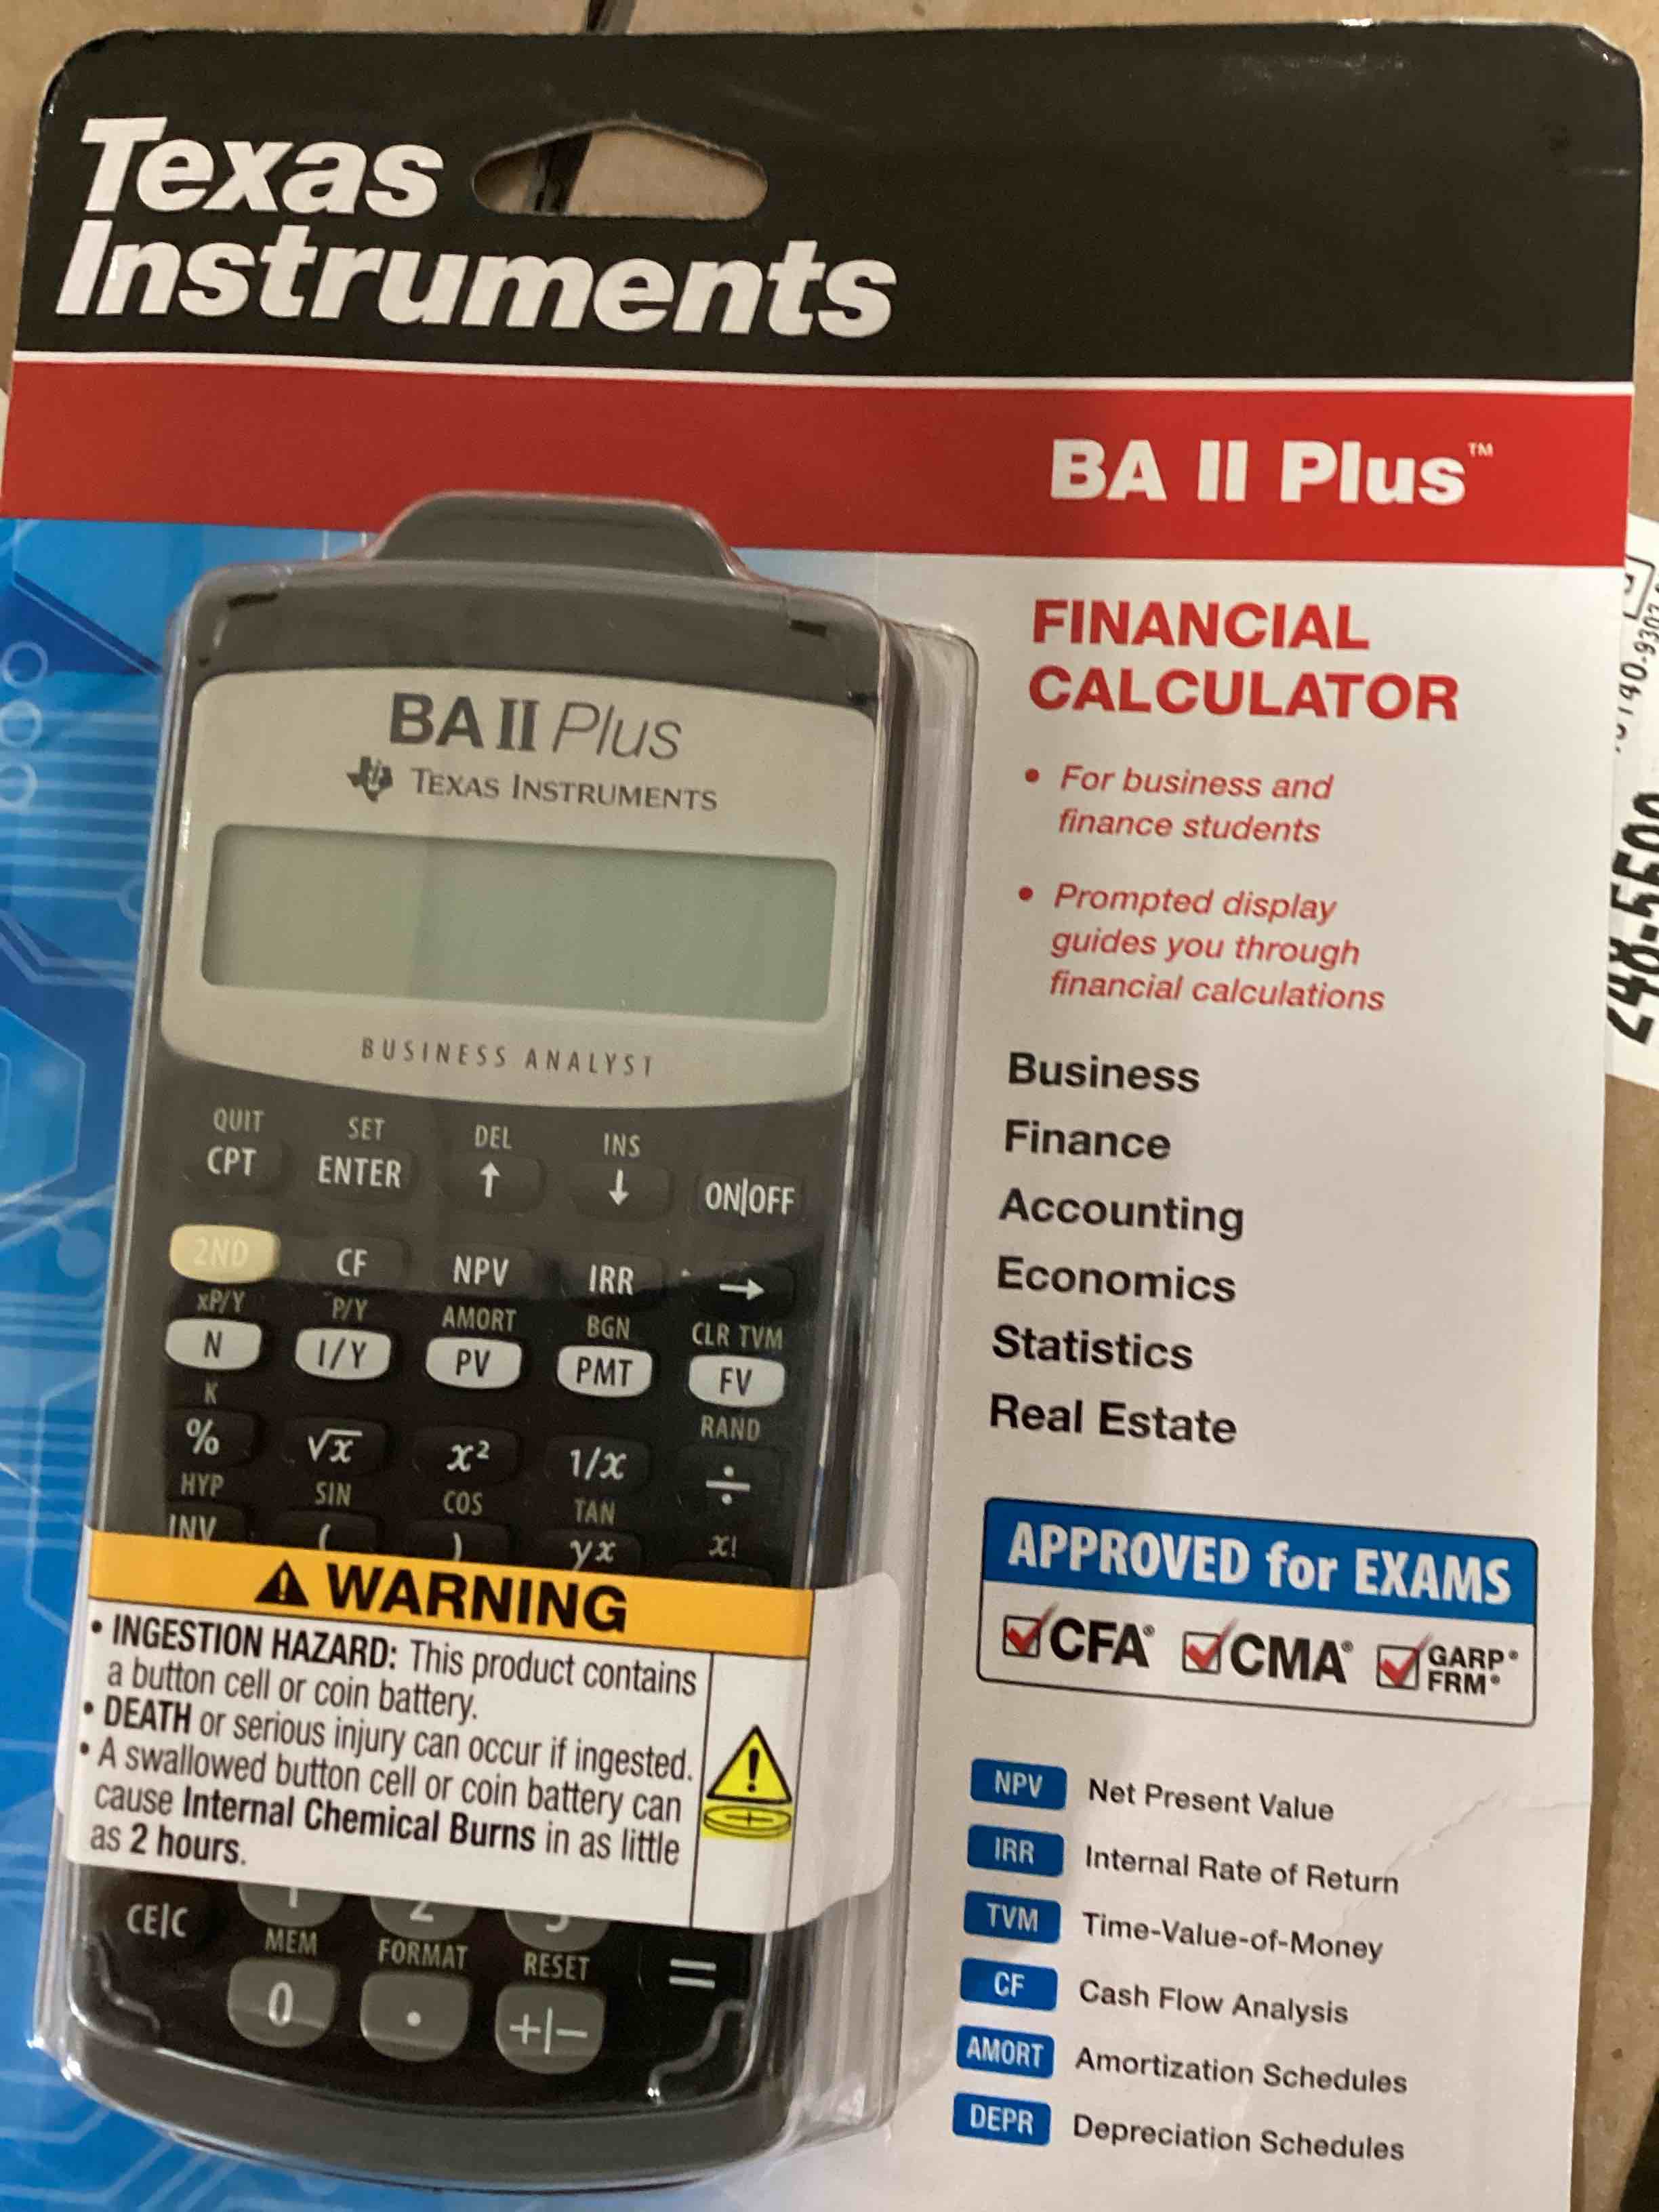 Texas
Instruments
BA II Plus™
FINANCIAL
CALCULATOR
• For business and
finance students
• Prompted display
guides you through
financial calculations
Business
Finance
Accounting
Economics
Statistics
Real Estate
APPROVED for EXAMS
CFA® CMA® GARP®
FRM®
NPV Net Present Value
IRR Internal Rate of Return
TVM Time-Value-of-Money
CF Cash Flow Analysis
AMORT Amortization Schedules
DEPR Depreciation Schedules
BA II Plus
TEXAS INSTRUMENTS
BUSINESS ANALYST
QUIT SET DEL INS
CPT ENTER ↑ ↓ ON|OFF
2ND CF NPV IRR →
xP/Y P/Y AMORT BGN CLR TVM
N I/Y PV PMT FV
K RAND
% √x x² 1/x ÷
HYP SIN COS TAN x!
INV ( ) yx
⚠ WARNING
• INGESTION HAZARD: This product contains
a button cell or coin battery.
• DEATH or serious injury can occur if ingested.
• A swallowed button cell or coin battery can
cause Internal Chemical Burns in as little
as 2 hours.
1 2 3
CE|C MEM FORMAT RESET =
0 . +|−